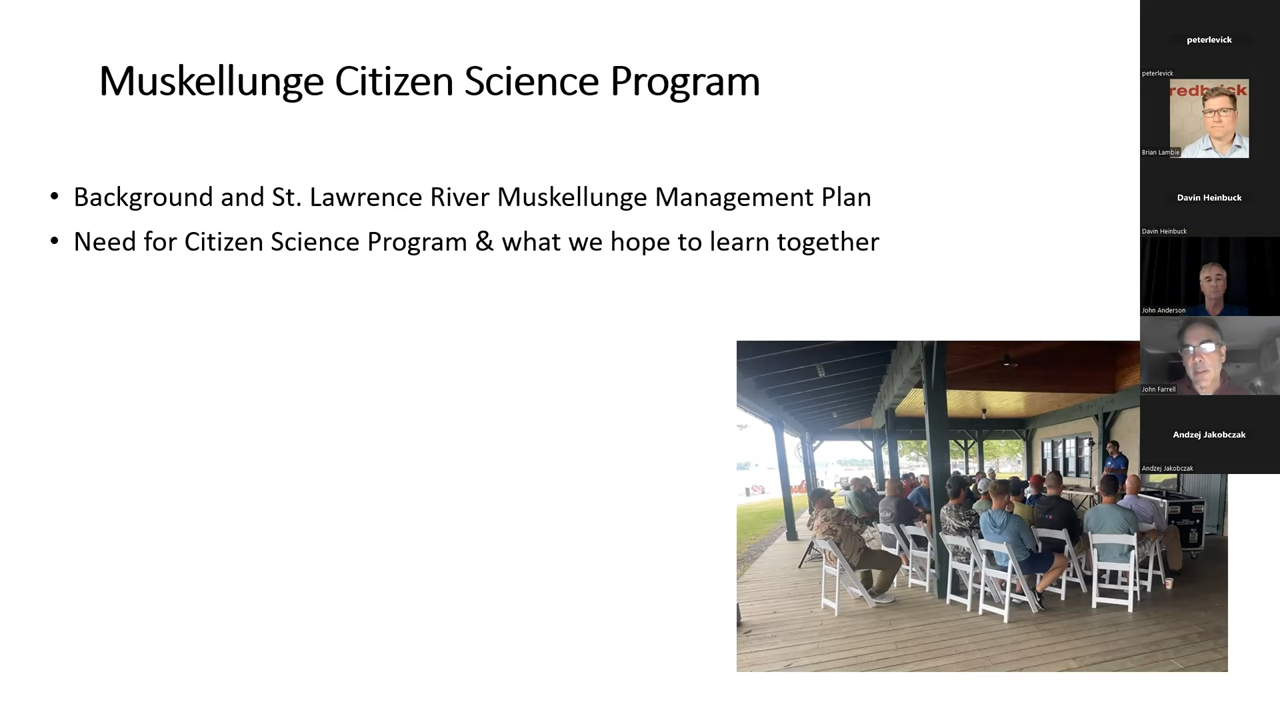 Muskellunge Citizen Science Program
• Background and St. Lawrence River Muskellunge Management Plan
• Need for Citizen Science Program & what we hope to learn together
peterlevick
peterlevick
Brian Lambie
Davin Heinbuck
Davin Heinbuck
John Anderson
John Farrell
Andzej Jakobczak
Andzej Jakobczak